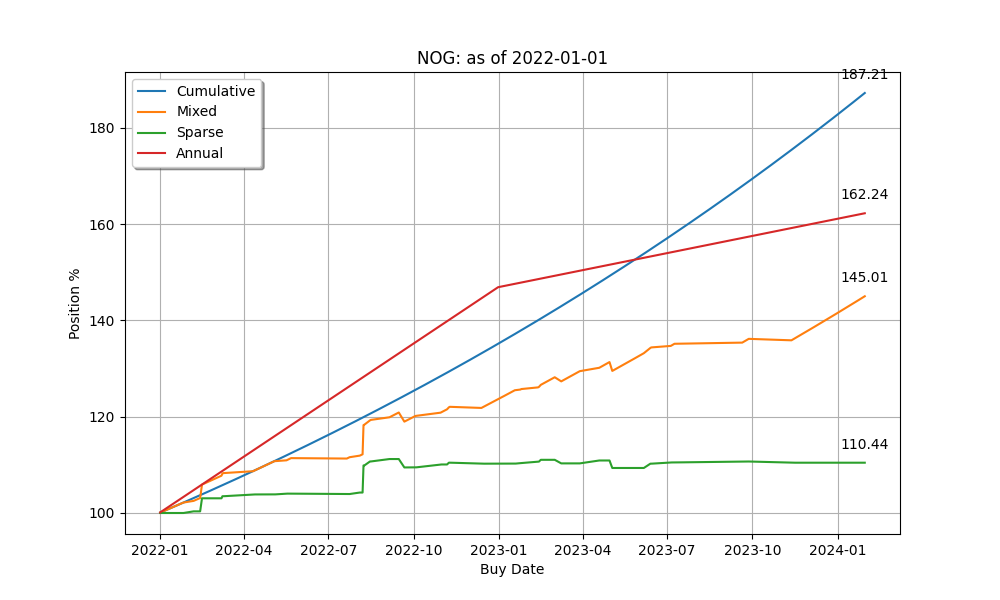 NOG: as of 2022-01-01
Cumulative
Mixed
Sparse
Annual
187.21
162.24
145.01
110.44
Position %
180
160
140
120
100
2022-01 2022-04 2022-07 2022-10 2023-01 2023-04 2023-07 2023-10 2024-01
Buy Date